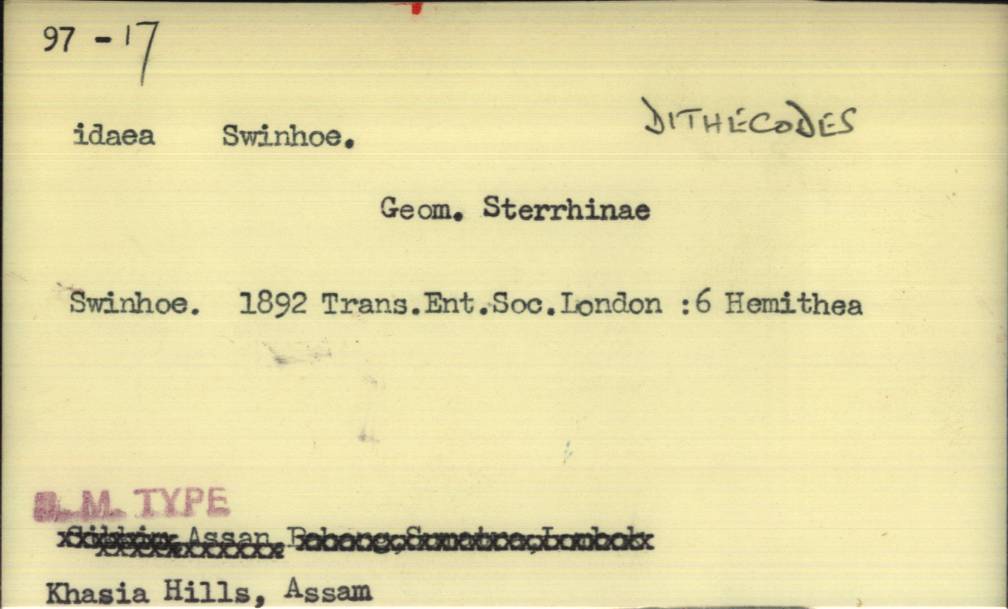 97 - 17
idaea Swinhoe. DITHECODES
Geom. Sterrhinae
Swinhoe. 1892 Trans.Ent.Soc.London :6 Hemithea
B.M. TYPE
Assan,
Khasia Hills, Assam